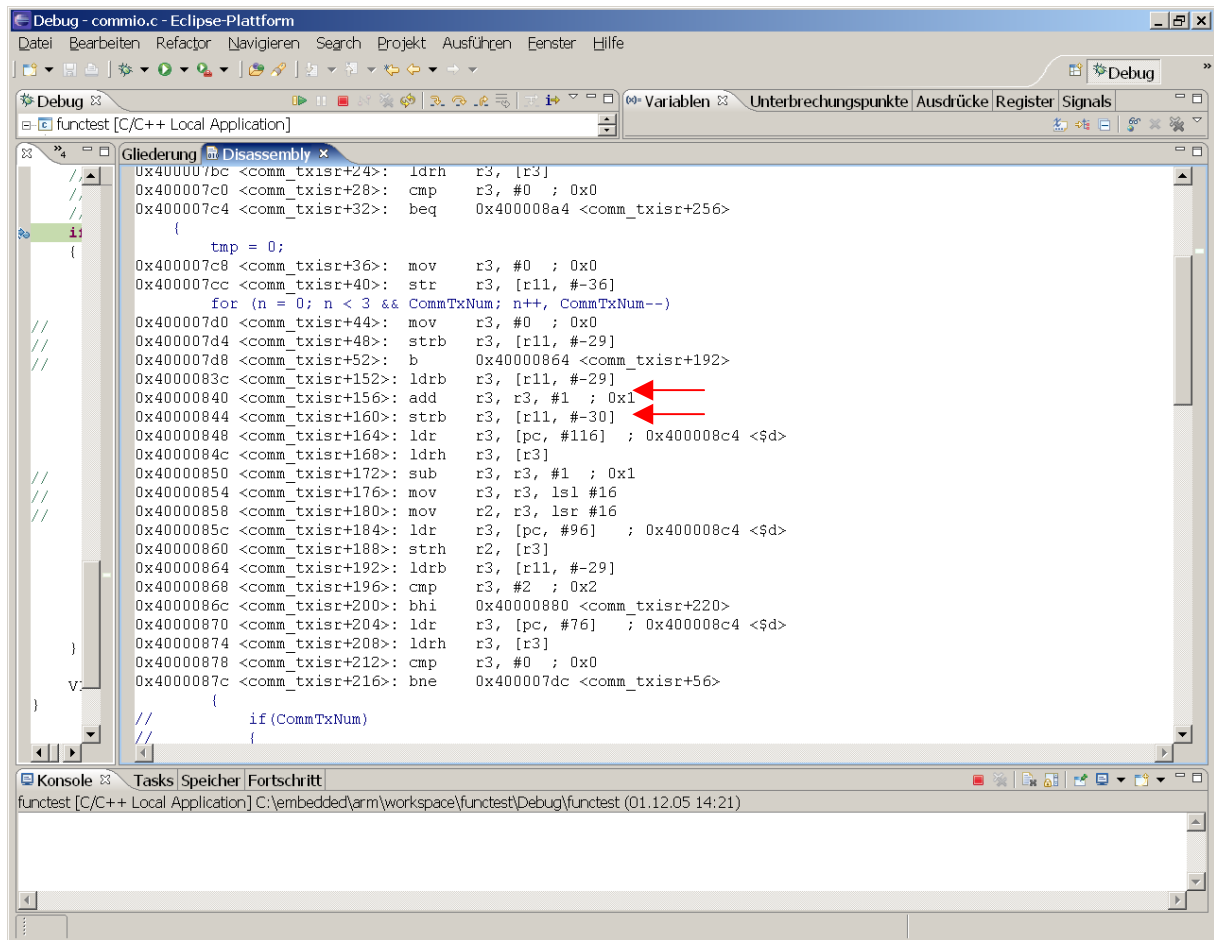 Debug - commio.c - Eclipse-Plattform
Datei Bearbeiten Refactor Navigieren Search Projekt Ausführen Fenster Hilfe
Debug
Debug
Variablen Unterbrechungspunkte Ausdrücke Register Signals
functest [C/C++ Local Application]
»4
Gliederung Disassembly
0x400007bc <comm_txisr+24>: ldrh r3, [r3]
0x400007c0 <comm_txisr+28>: cmp r3, #0 ; 0x0
0x400007c4 <comm_txisr+32>: beq 0x400008a4 <comm_txisr+256>
{
tmp = 0;
0x400007c8 <comm_txisr+36>: mov r3, #0 ; 0x0
0x400007cc <comm_txisr+40>: str r3, [r11, #-36]
for (n = 0; n < 3 && CommTxNum; n++, CommTxNum--)
0x400007d0 <comm_txisr+44>: mov r3, #0 ; 0x0
0x400007d4 <comm_txisr+48>: strb r3, [r11, #-29]
0x400007d8 <comm_txisr+52>: b 0x40000864 <comm_txisr+192>
0x4000083c <comm_txisr+152>: ldrb r3, [r11, #-29]
0x40000840 <comm_txisr+156>: add r3, r3, #1 ; 0x1
0x40000844 <comm_txisr+160>: strb r3, [r11, #-30]
0x40000848 <comm_txisr+164>: ldr r3, [pc, #116] ; 0x400008c4 <$d>
0x4000084c <comm_txisr+168>: ldrh r3, [r3]
0x40000850 <comm_txisr+172>: sub r3, r3, #1 ; 0x1
0x40000854 <comm_txisr+176>: mov r3, r3, lsl #16
0x40000858 <comm_txisr+180>: mov r2, r3, lsr #16
0x4000085c <comm_txisr+184>: ldr r3, [pc, #96] ; 0x400008c4 <$d>
0x40000860 <comm_txisr+188>: strh r2, [r3]
0x40000864 <comm_txisr+192>: ldrb r3, [r11, #-29]
0x40000868 <comm_txisr+196>: cmp r3, #2 ; 0x2
0x4000086c <comm_txisr+200>: bhi 0x40000880 <comm_txisr+220>
0x40000870 <comm_txisr+204>: ldr r3, [pc, #76] ; 0x400008c4 <$d>
0x40000874 <comm_txisr+208>: ldrh r3, [r3]
0x40000878 <comm_txisr+212>: cmp r3, #0 ; 0x0
0x4000087c <comm_txisr+216>: bne 0x400007dc <comm_txisr+56>
{
// if(CommTxNum)
// {
//
//
//
{
//
//
//
//
//
//
}
}
Konsole Tasks Speicher Fortschritt
functest [C/C++ Local Application] C:\embedded\arm\workspace\functest\Debug\functest (01.12.05 14:21)